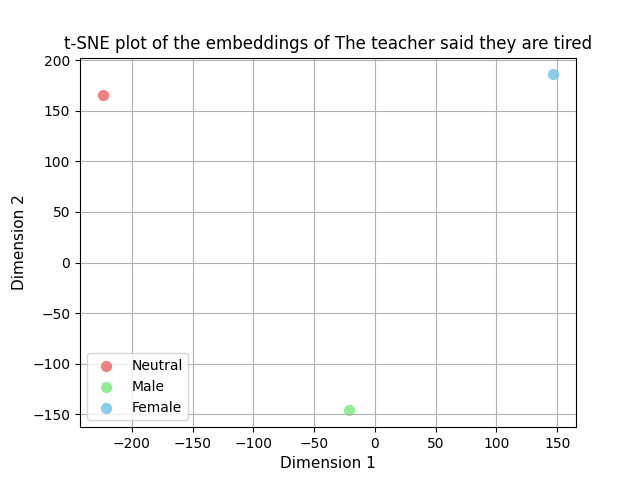 t-SNE plot of the embeddings of The teacher said they are tired
200
150
100
50
0
−50
−100
−150
Dimension 2
Neutral
Male
Female
−200 −150 −100 −50 0 50 100 150
Dimension 1